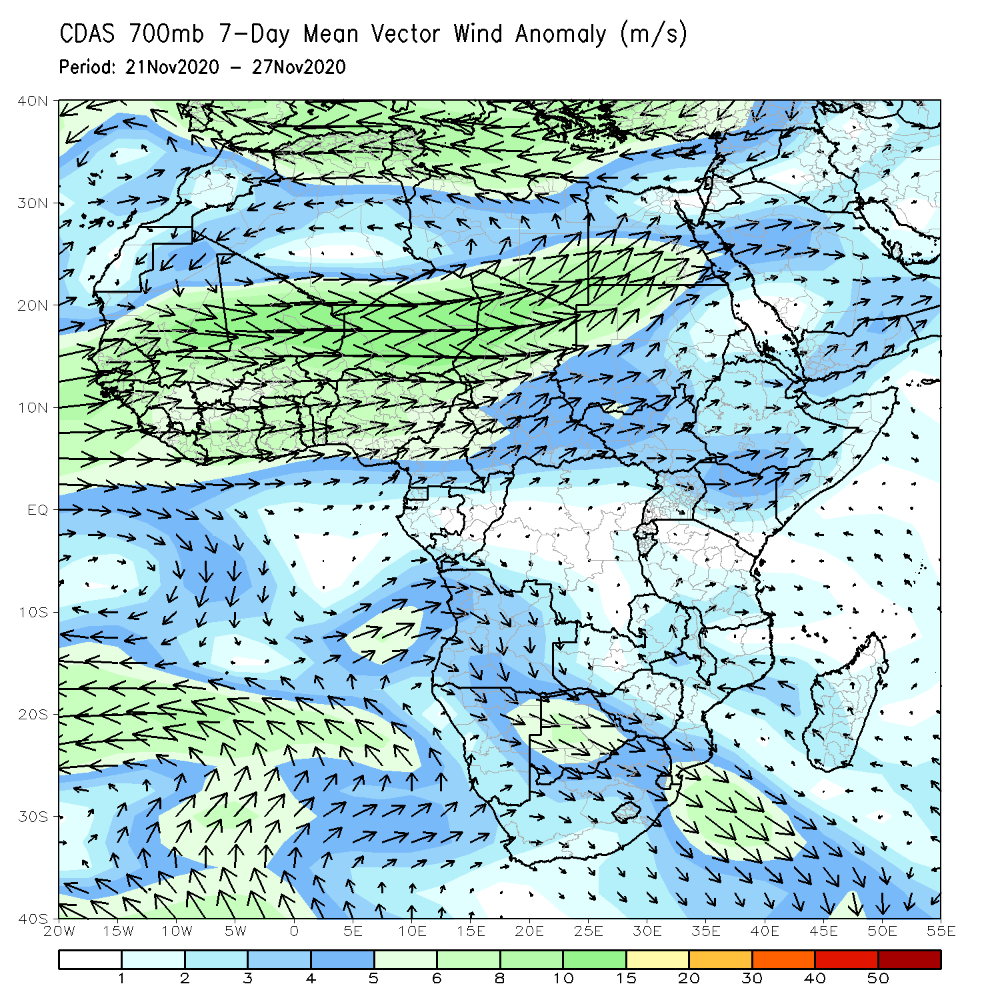 CDAS 700mb 7-Day Mean Vector Wind Anomaly (m/s)
Period: 21Nov2020 - 27Nov2020
40N
30N
20N
10N
EQ
10S
20S
30S
40S
20W 15W 10W 5W 0 5E 10E 15E 20E 25E 30E 35E 40E 45E 50E 55E
1 2 3 4 5 6 8 10 15 20 30 40 50